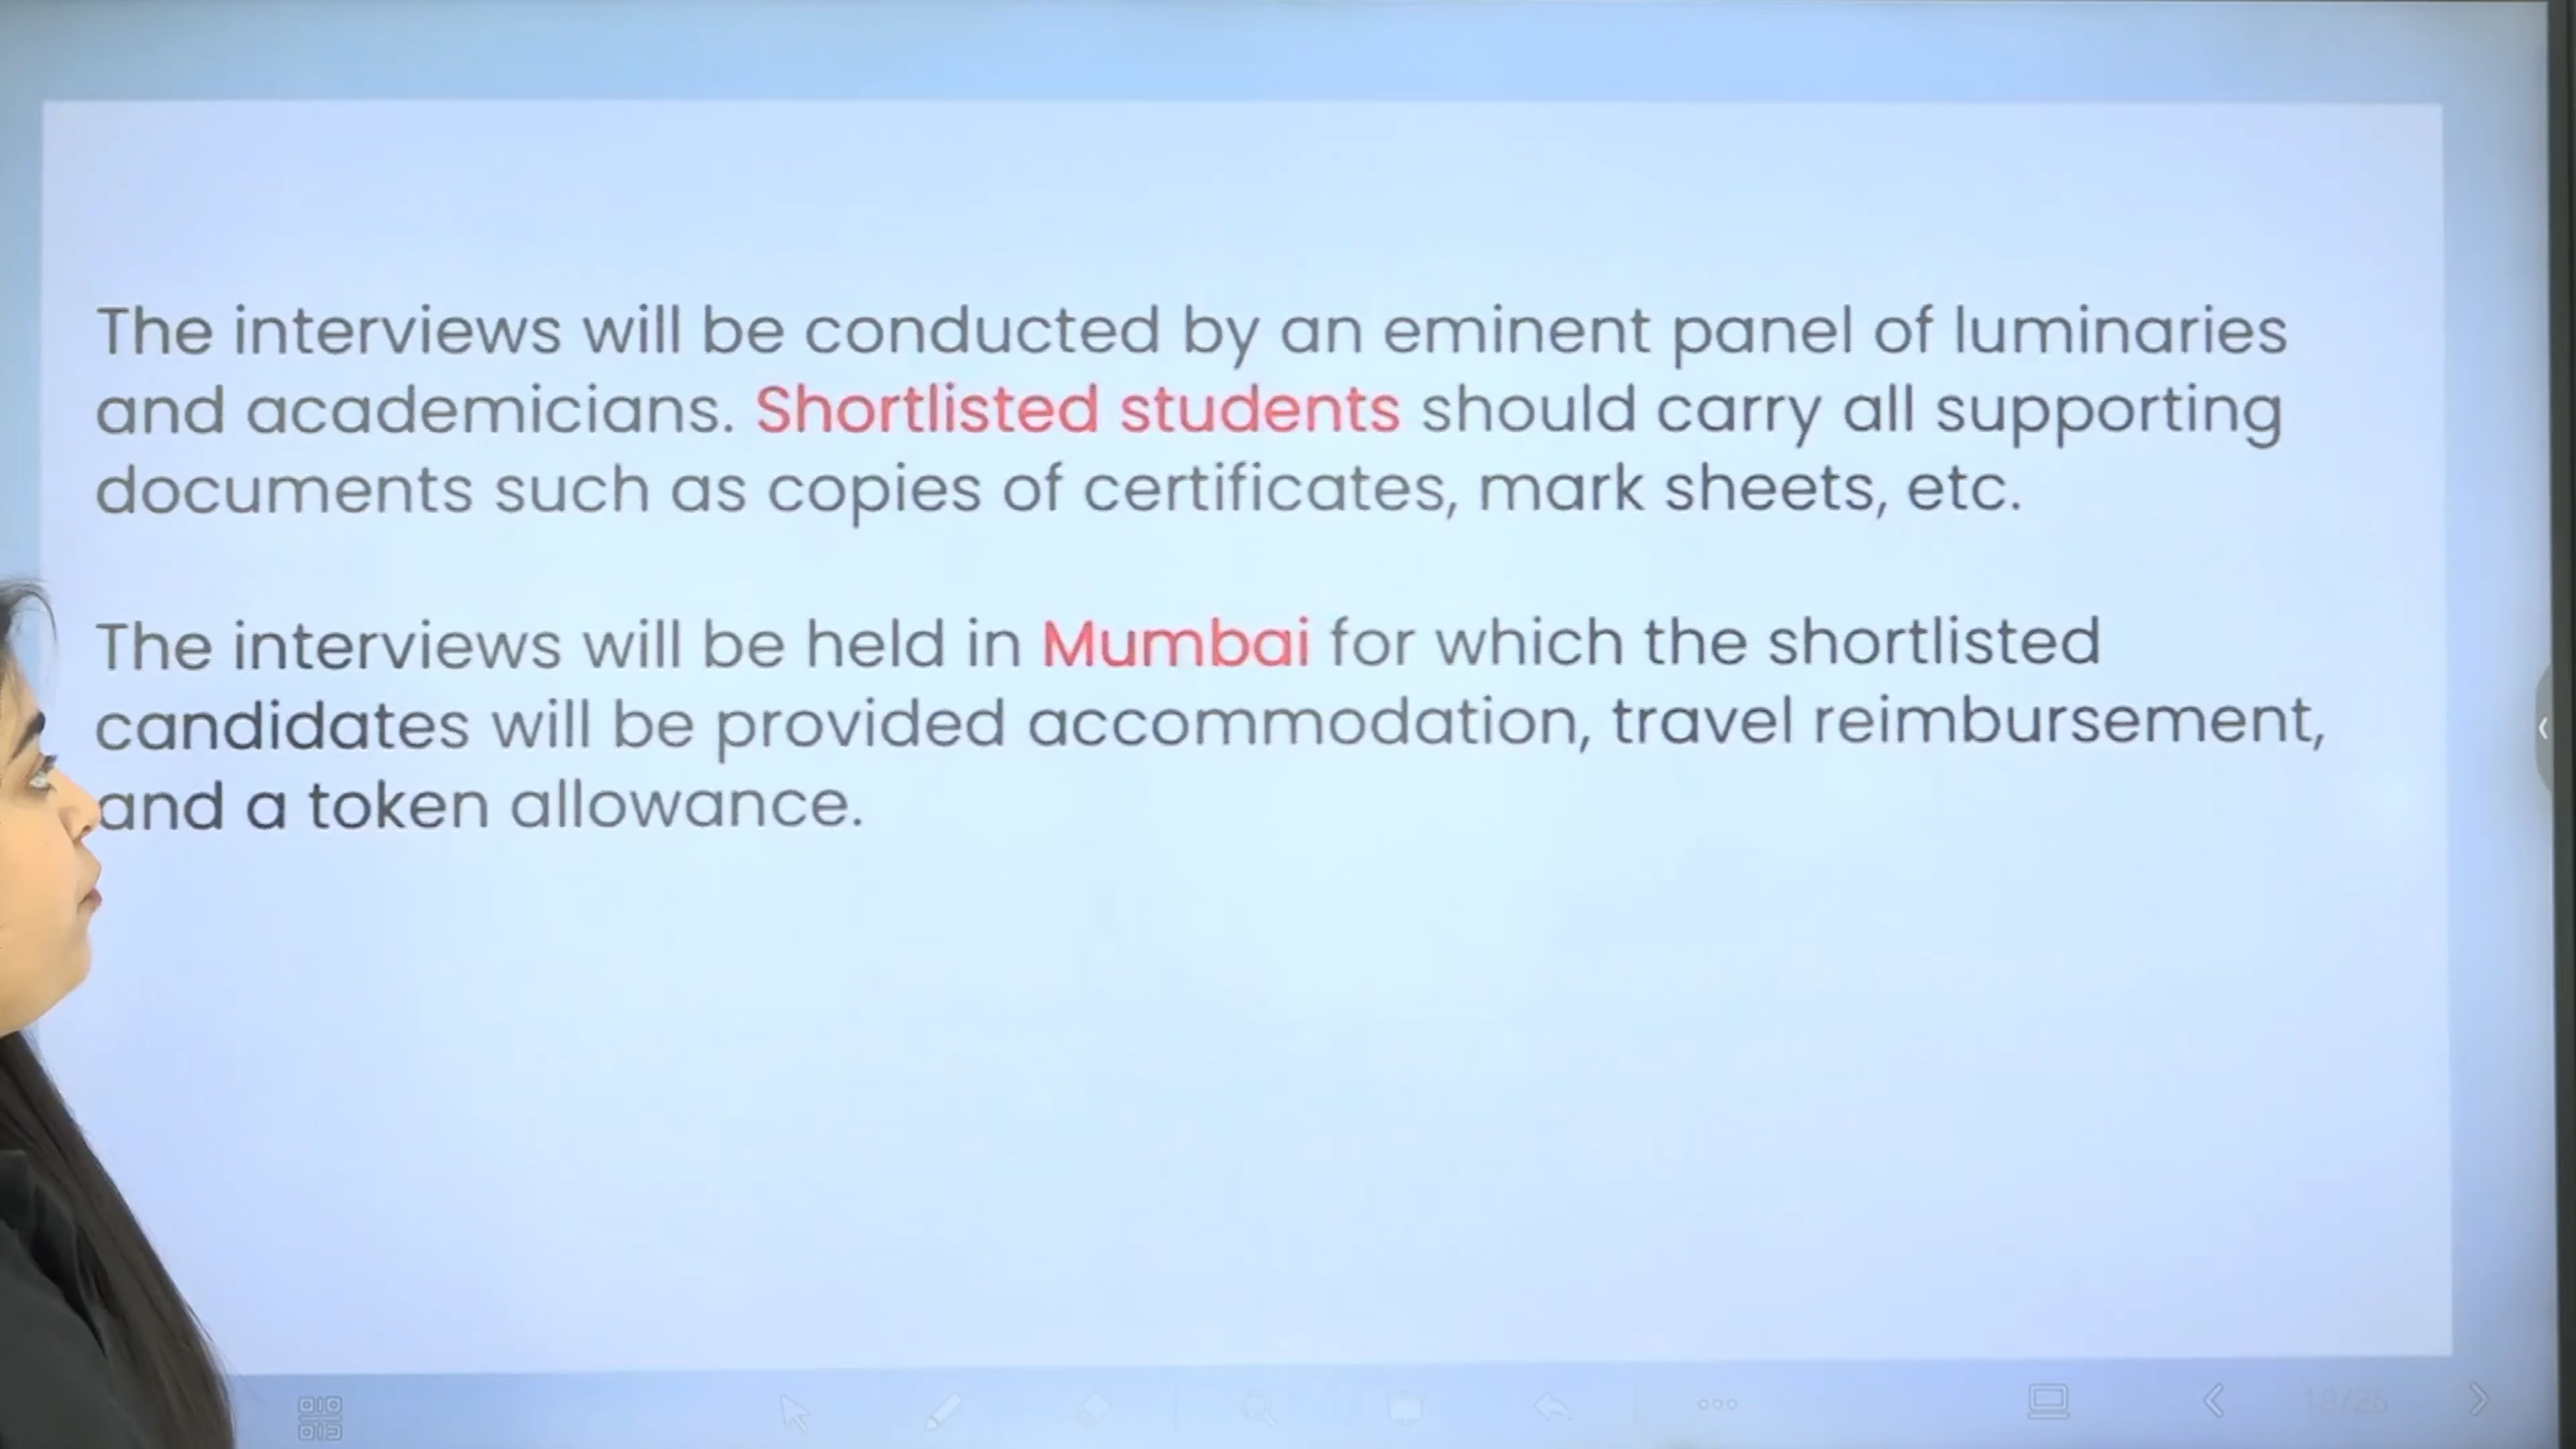 The interviews will be conducted by an eminent panel of luminaries
and academicians. Shortlisted students should carry all supporting
documents such as copies of certificates, mark sheets, etc.
The interviews will be held in Mumbai for which the shortlisted
candidates will be provided accommodation, travel reimbursement,
and a token allowance.
19/26